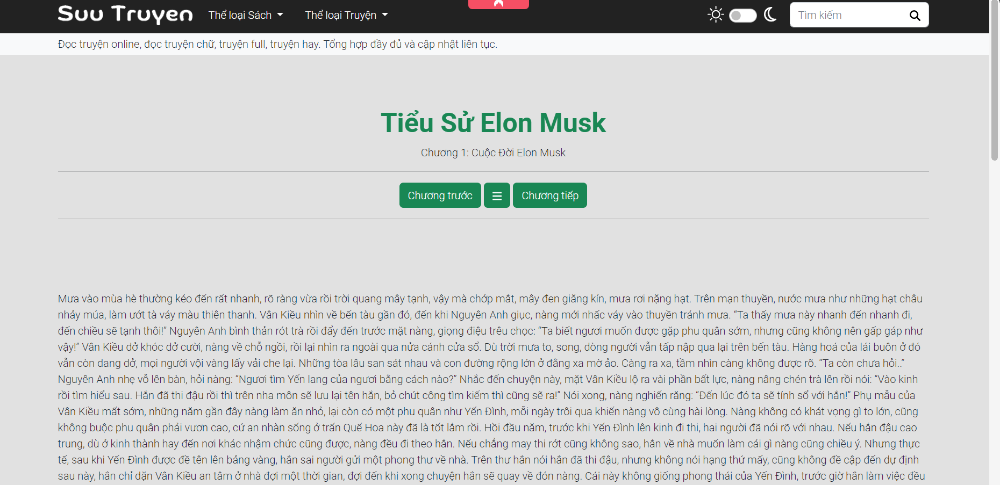 Suu Truyen
Thể loại Sách
Thể loại Truyện
Tìm kiếm
Đọc truyện online, đọc truyện chữ, truyện full, truyện hay. Tổng hợp đầy đủ và cập nhật liên tục.
Tiểu Sử Elon Musk
Chương 1: Cuộc Đời Elon Musk
Chương trước
Chương tiếp
Mưa vào mùa hè thường kéo đến rất nhanh, rõ ràng vừa rồi trời quang mây tạnh, vậy mà chớp mắt, mây đen giăng kín, mưa rơi nặng hạt. Trên mạn thuyền, nước mưa như những hạt châu
nhảy múa, làm ướt tà váy màu thiên thanh. Vân Kiều nhìn về bến tàu gần đó, đến khi Nguyên Anh giục, nàng mới nhấc váy vào thuyền tránh mưa. “Ta thấy mưa này nhanh đến nhanh đi,
đến chiều sẽ tạnh thôi!” Nguyên Anh bình thản rót trà rồi đẩy đến trước mặt nàng, giọng điệu trêu chọc: “Ta biết ngươi muốn được gặp phu quân sớm, nhưng cũng không nên gấp gáp như
vậy!” Vân Kiều dở khóc dở cười, nàng về chỗ ngồi, rồi lại nhìn ra ngoài qua nửa cánh cửa sổ. Dù trời mưa to, song, dòng người vẫn tấp nập qua lại trên bến tàu. Hàng hoá của lái buôn ở đó
vẫn còn dang dở, mọi người vội vàng lấy vải che lại. Những tòa lâu san sát nhau và con đường rộng lớn ở đằng xa mờ ảo. Càng ra xa, tầm nhìn càng không được rõ. “Ta còn chưa hỏi..”
Nguyên Anh nhẹ vỗ lên bàn, hỏi nàng: “Ngươi tìm Yến lang của ngươi bằng cách nào?” Nhắc đến chuyện này, mặt Vân Kiều lộ ra vài phần bất lực, nàng nâng chén trà lên rồi nói: “Vào kinh
rồi tìm hiểu sau. Hắn đã thi đậu rồi thì trên nha môn sẽ lưu lại tên hắn, bỏ chút công tìm kiếm thì cũng sẽ ra!” Nói xong, nàng nghiến răng: “Đến lúc đó ta sẽ tính sổ với hắn!” Phụ mẫu của
Vân Kiều mất sớm, những năm gần đây nàng làm ăn nhỏ, lại còn có một phu quân như Yến Đình, mỗi ngày trôi qua khiến nàng vô cùng hài lòng. Nàng không có khát vọng gì to lớn, cũng
không buộc phu quân phải vươn cao, cứ an nhàn sống ở trấn Quế Hoa này đã là tốt lắm rồi. Hồi đầu năm, trước khi Yến Đình lên kinh đi thi, hai người đã nói rõ với nhau. Nếu hắn đậu cao
trung, dù ở kinh thành hay đến nơi khác nhậm chức cũng được, nàng đều đi theo hắn. Nếu chẳng may thi rớt cũng không sao, hắn về nhà muốn làm cái gì nàng cũng chiều ý. Nhưng thực
tế, sau khi Yến Đình được đề tên lên bảng vàng, hắn sai người gửi một phong thư về nhà. Trên thư hắn nói hắn đã thi đậu, nhưng không nói hạng thứ mấy, cũng không đề cập đến dự định
sau này, hắn chỉ dặn Vân Kiều an tâm ở nhà đợi một thời gian, đợi đến khi xong chuyện hắn sẽ quay về đón nàng. Cái này không giống phong thái của Yến Đình, trước giờ hắn làm việc đều